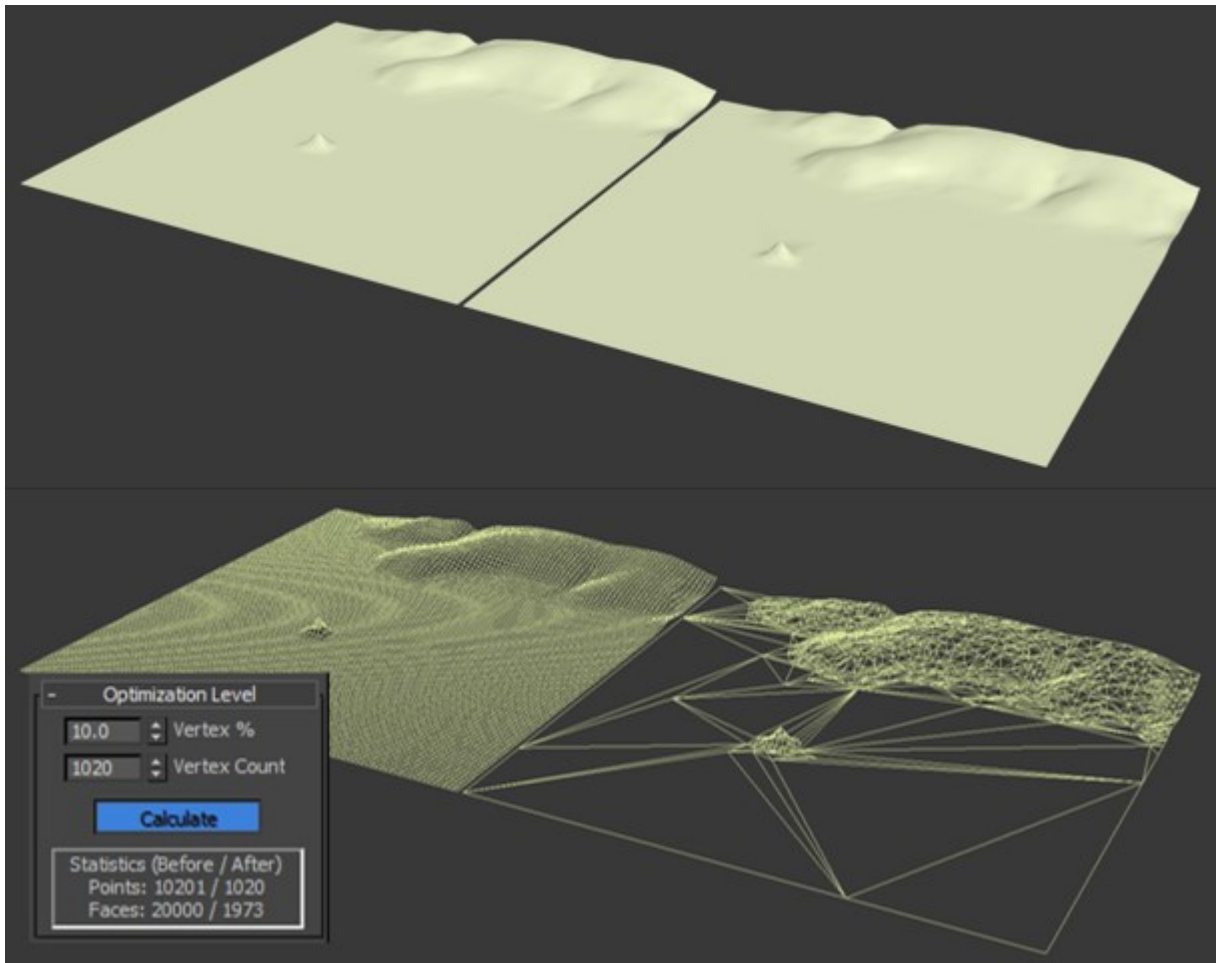 - Optimization Level
10.0 Vertex %
1020 Vertex Count
Calculate
Statistics (Before / After)
Points: 10201 / 1020
Faces: 20000 / 1973